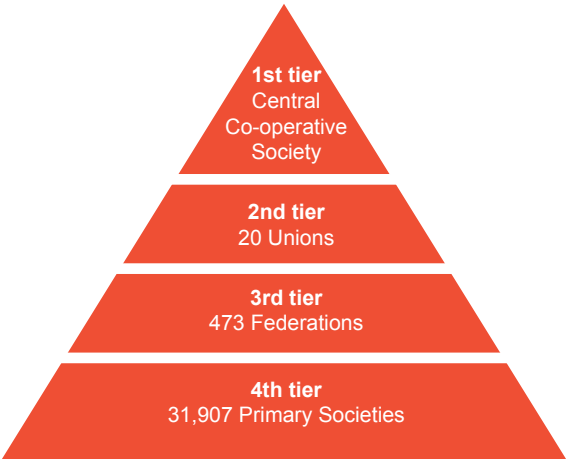 1st tier
Central
Co-operative
Society
2nd tier
20 Unions
3rd tier
473 Federations
4th tier
31,907 Primary Societies